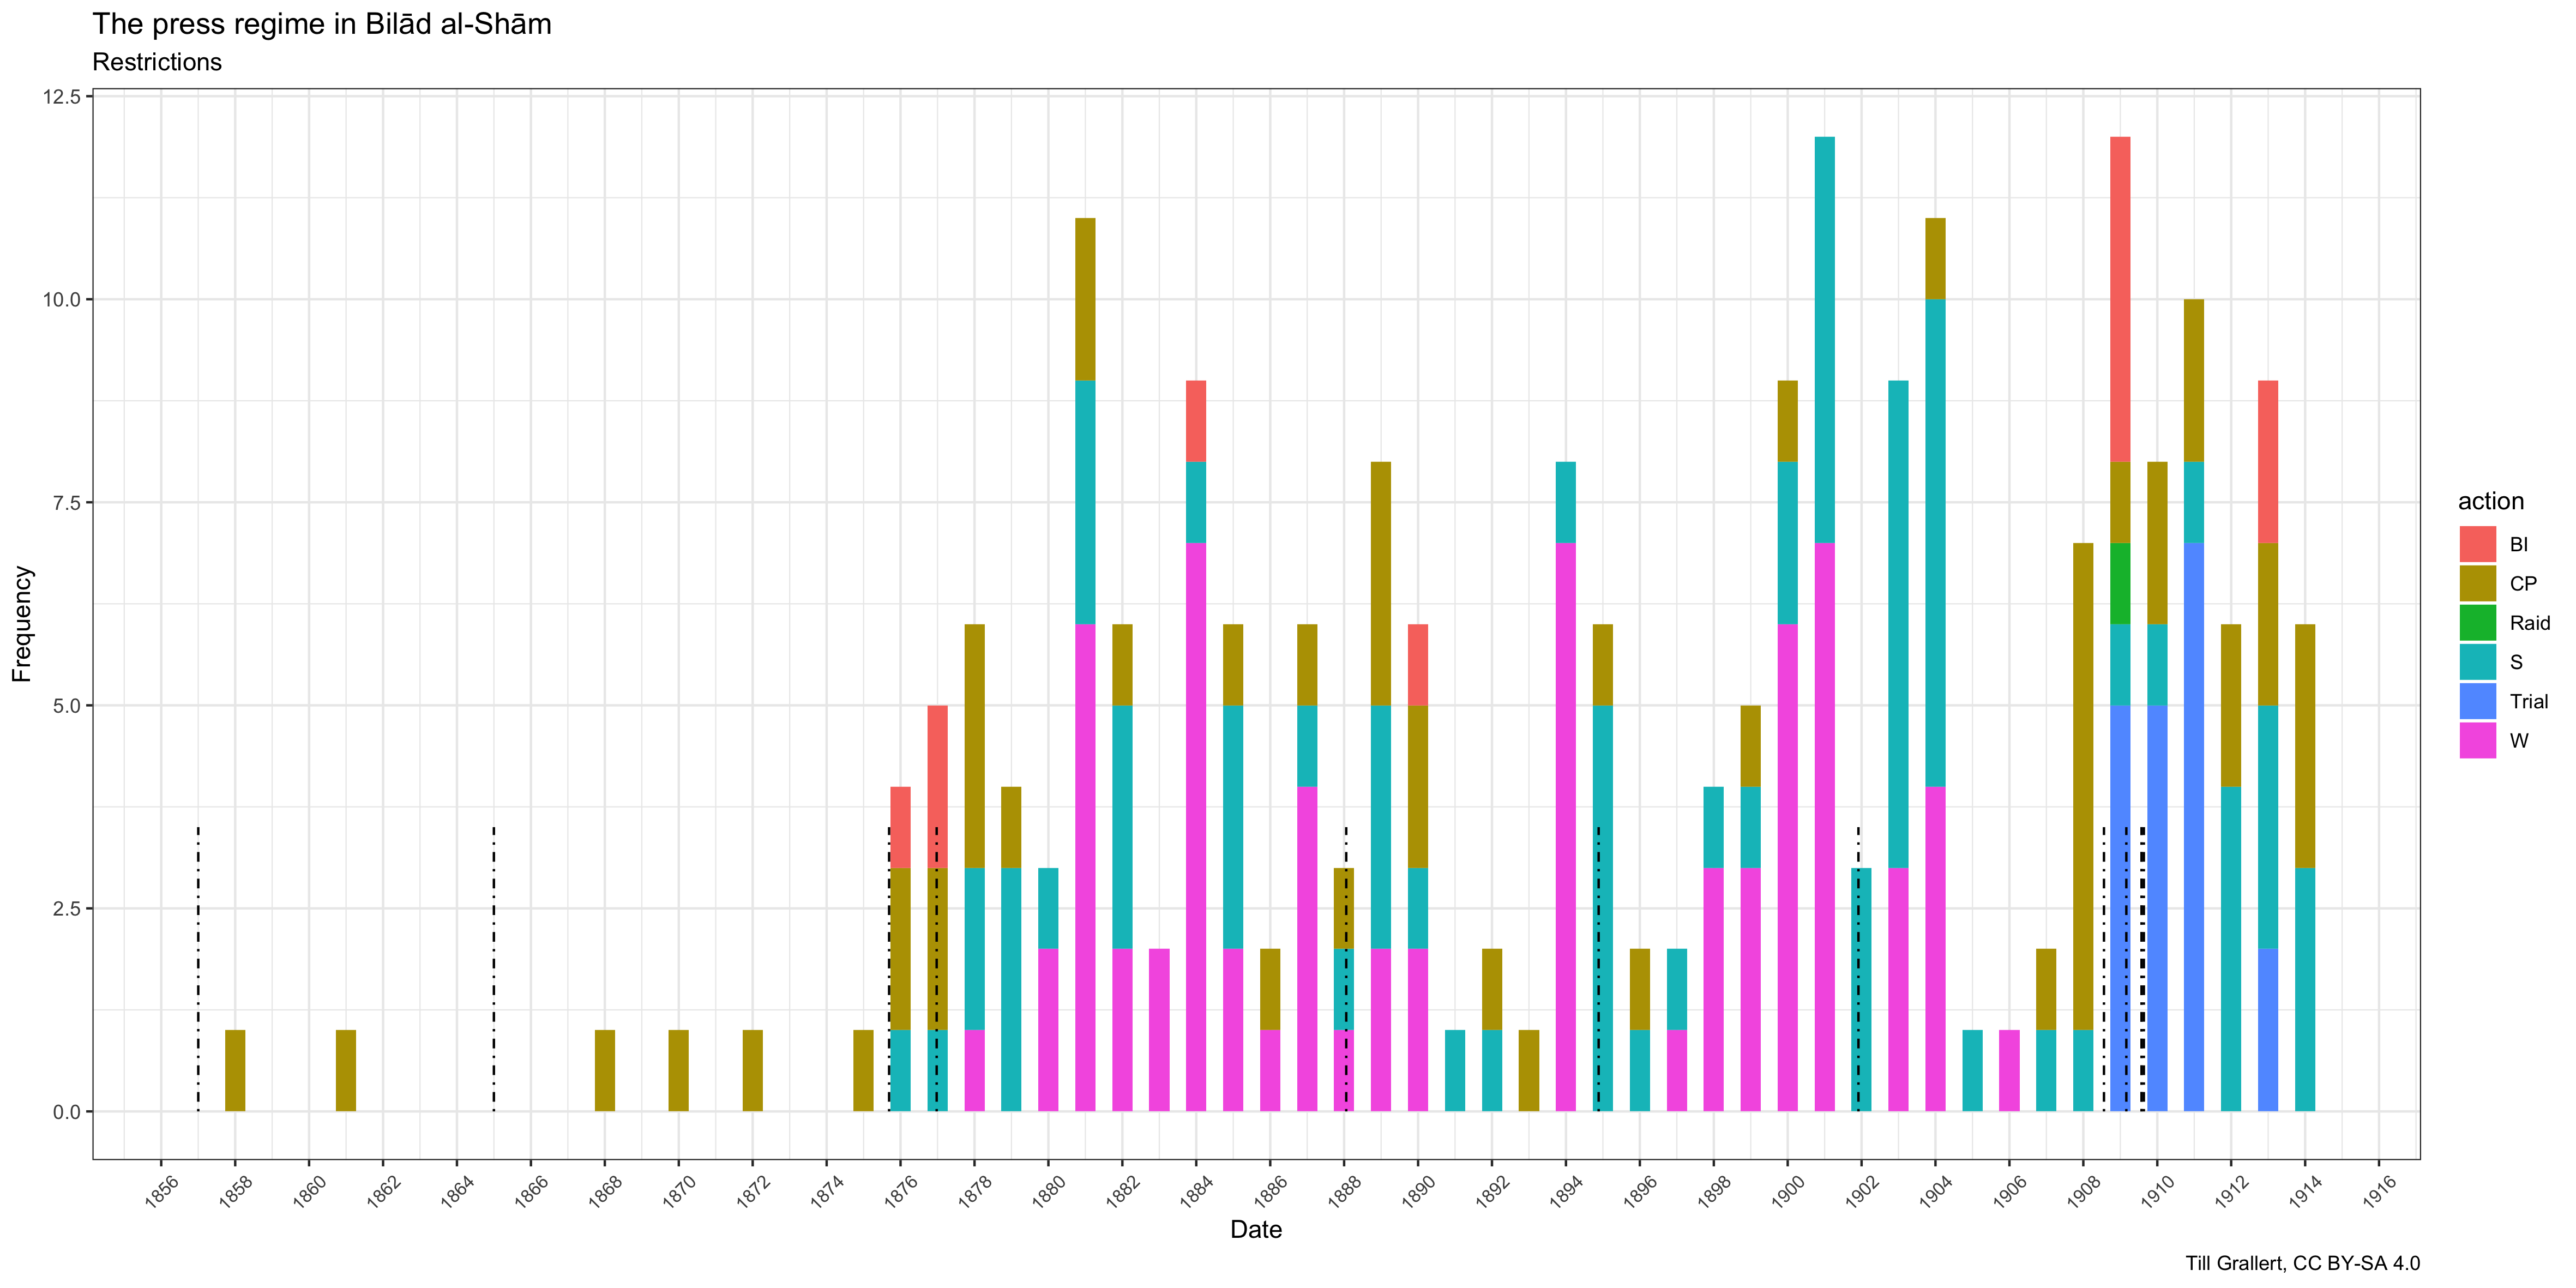 The press regime in Bilād al-Shām
Restrictions
12.5
10.0
7.5
5.0
2.5
0.0
Frequency
1856 1858 1860 1862 1864 1866 1868 1870 1872 1874 1876 1878 1880 1882 1884 1886 1888 1890 1892 1894 1896 1898 1900 1902 1904 1906 1908 1910 1912 1914 1916
Date
action
BI
CP
Raid
S
Trial
W
Till Grallert, CC BY-SA 4.0